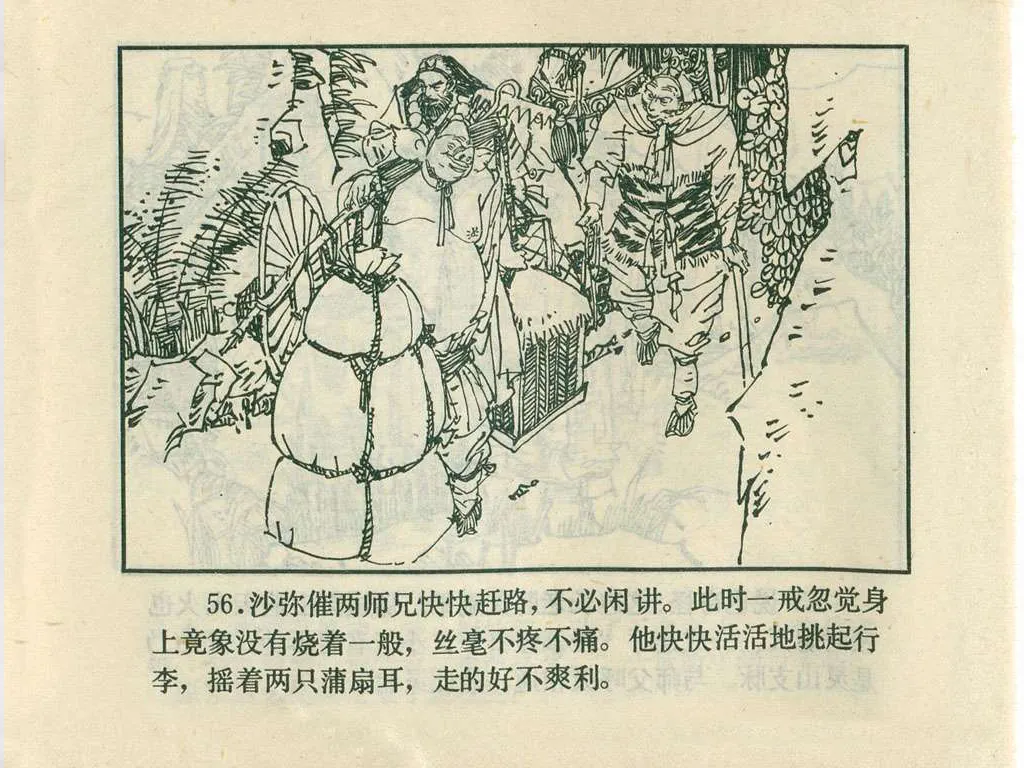 56.沙弥催两师兄快快赶路，不必闲讲。此时一戒忽觉身
上竟象没有烧着一般，丝毫不疼不痛。他快快活活地挑起行
李，摇着两只蒲扇耳，走的好不爽利。